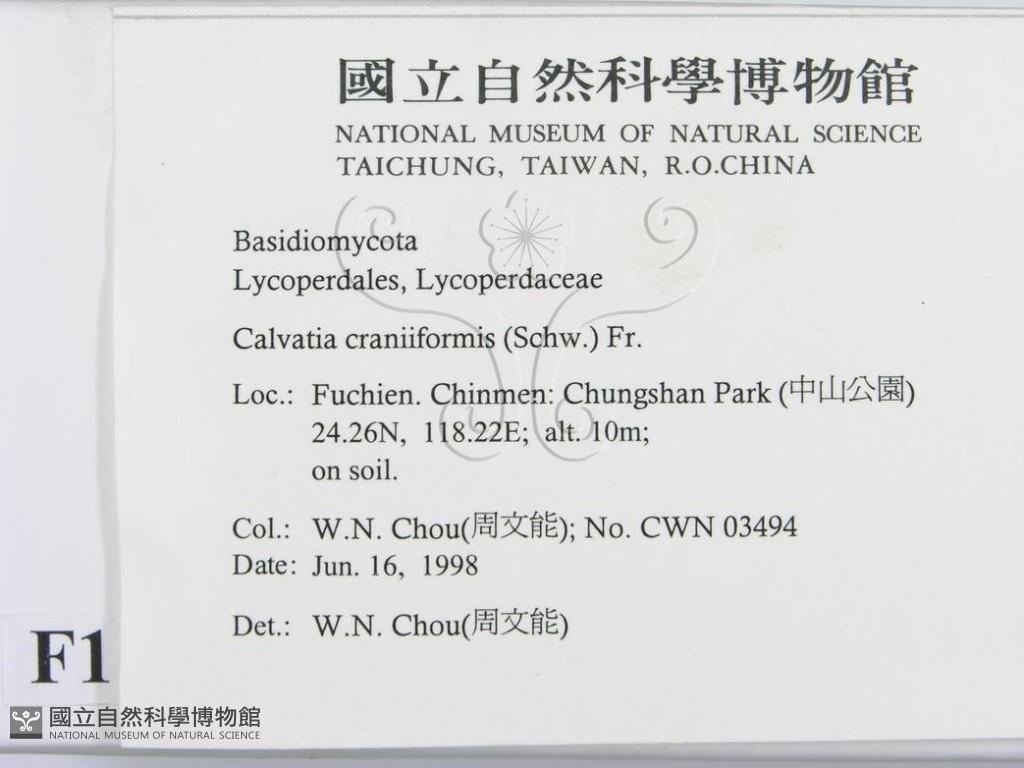 國立自然科學博物館
NATIONAL MUSEUM OF NATURAL SCIENCE
TAICHUNG, TAIWAN, R.O.CHINA
Basidiomycota
Lycoperdales, Lycoperdaceae
Calvatia craniiformis (Schw.) Fr.
Loc.: Fuchien. Chinmen: Chungshan Park (中山公園)
24.26N, 118.22E; alt. 10m;
on soil.
Col.: W.N. Chou(周文能); No. CWN 03494
Date: Jun. 16, 1998
Det.: W.N. Chou(周文能)
F1
國立自然科學博物館
NATIONAL MUSEUM OF NATURAL SCIENCE